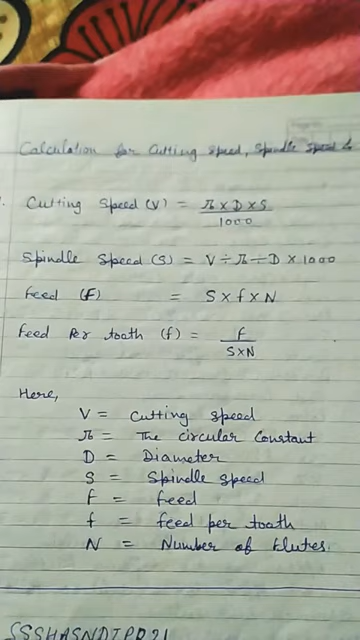 Calculation for Cutting Speed, Spindle Speed &
1. Cutting Speed (V) = π × D × S / 1000
Spindle Speed (S) = V ÷ π ÷ D × 1000
Feed (F) = S × f × N
Feed Per tooth (f) = F / S×N
Here,
V = Cutting Speed
π = The Circular Constant
D = Diameter
S = Spindle Speed
F = Feed
f = feed per tooth
N = Number of flutes.